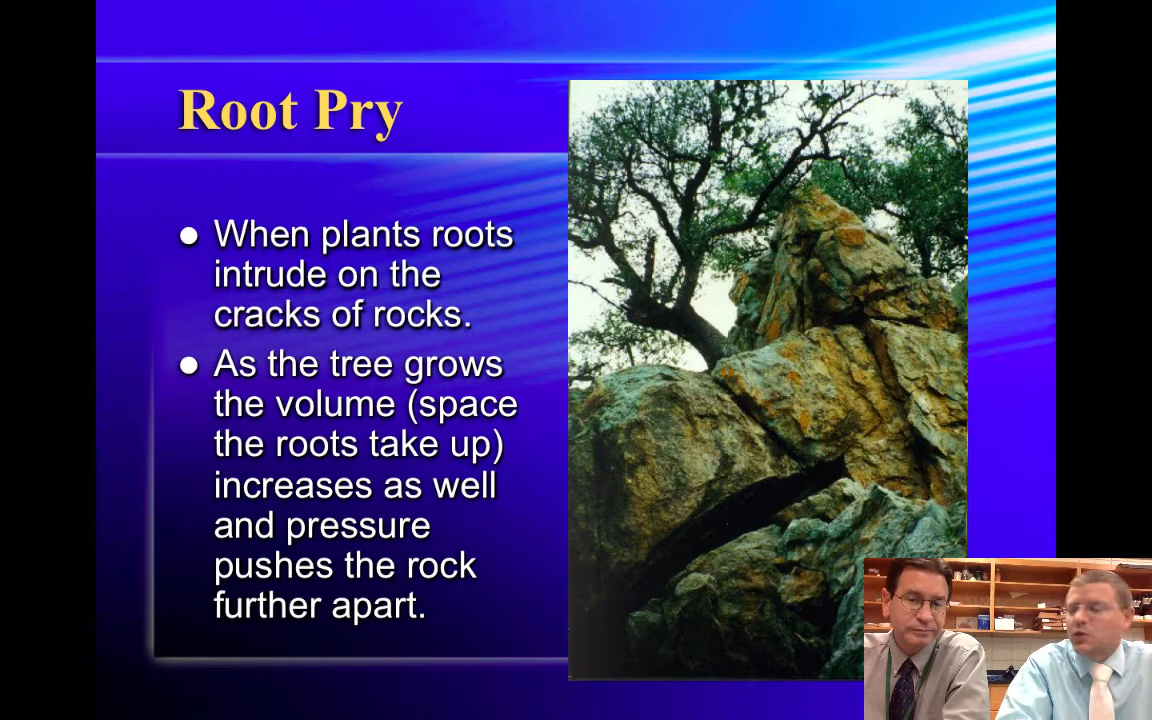 Root Pry
When plants roots
intrude on the
cracks of rocks.
As the tree grows
the volume (space
the roots take up)
increases as well
and pressure
pushes the rock
further apart.